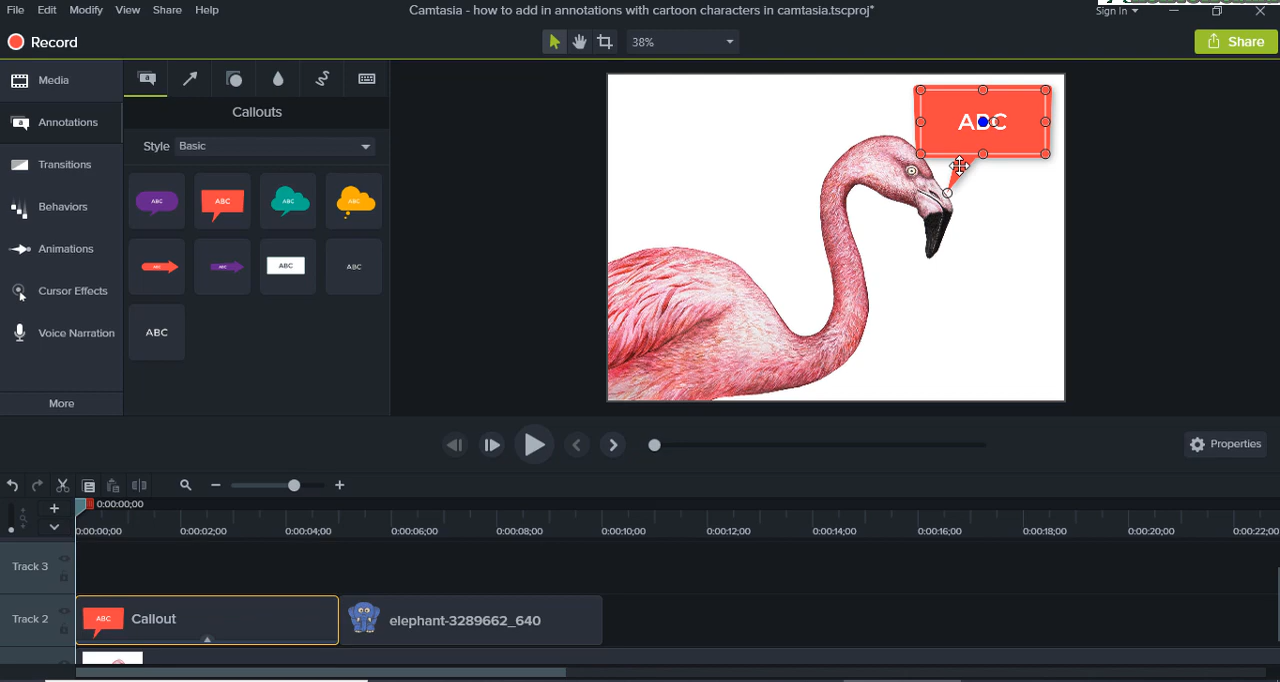 File Edit Modify View Share Help
Camtasia - how to add in annotations with cartoon characters in camtasia.tscproj*
Sign In
Record
38%
Share
Media
Annotations
Transitions
Behaviors
Animations
Cursor Effects
Voice Narration
More
Callouts
Style Basic
ABC ABC ABC ABC
ABC ABC ABC ABC
ABC
ABC
Properties
0:00:00;00
0:00:00;00 0:00:02;00 0:00:04;00 0:00:06;00 0:00:08;00 0:00:10;00 0:00:12;00 0:00:14;00 0:00:16;00 0:00:18;00 0:00:20;00 0:00:22;00
Track 3
Track 2 ABC Callout elephant-3289662_640